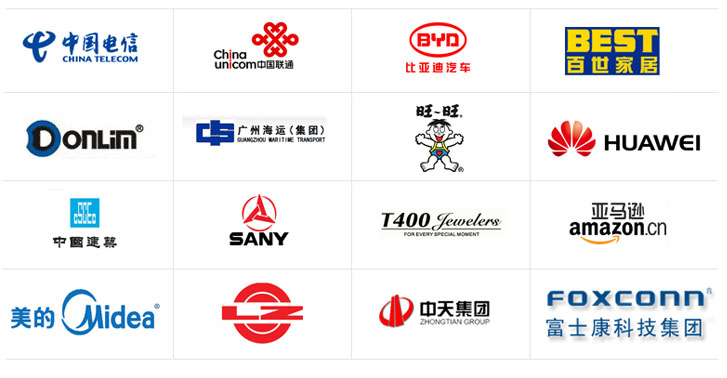 中国电信
CHINA TELECOM
China
unicom中国联通
BYD
比亚迪汽车
BEST
百世家居
DONLIM®
广州海运(集团)
GUANGZHOU MARITIME TRANSPORT
旺~旺®
®
HUAWEI
中國建築
SANY
T400 Jewelers
FOR EVERY SPECIAL MOMENT
亚马逊
amazon.cn
美的 Midea®
LZ
中天集团
ZHONGTIAN GROUP
FOXCONN®
富士康科技集团